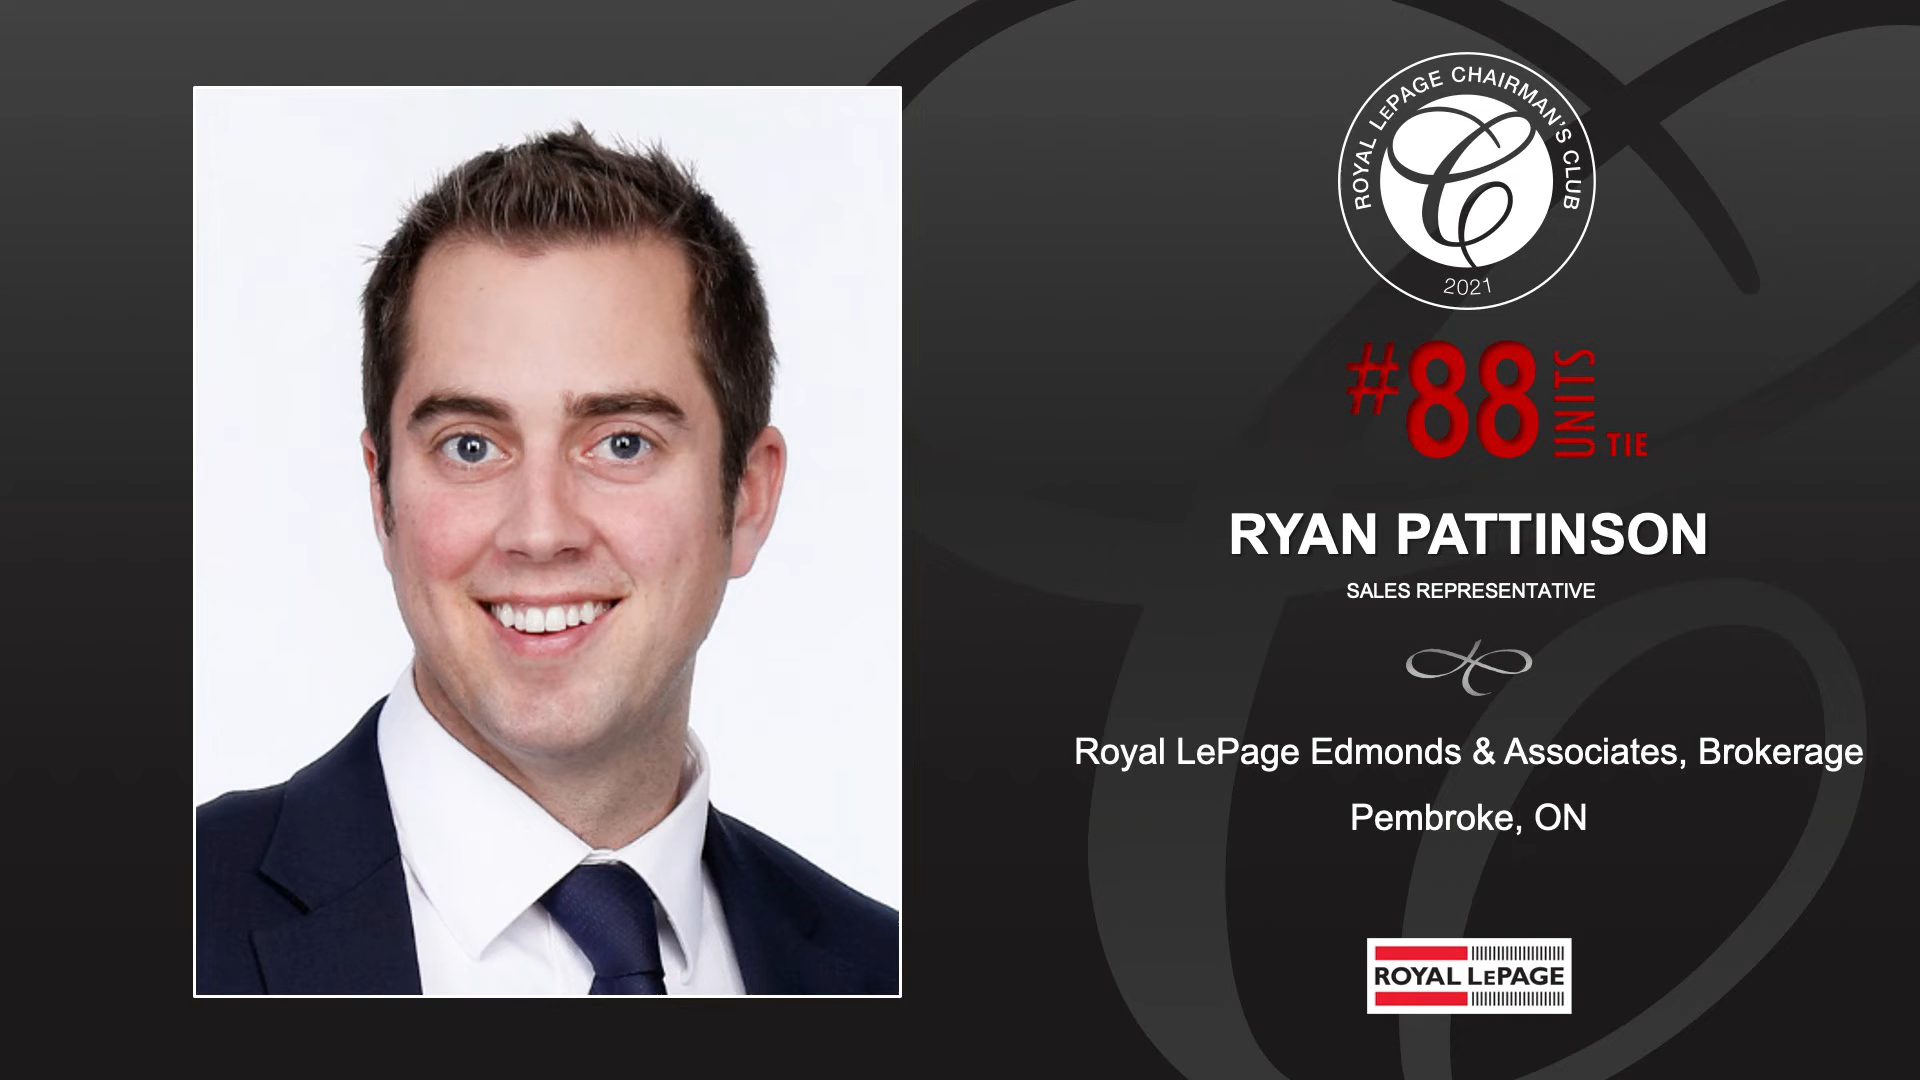 ROYAL LEPAGE CHAIRMAN'S CLUB
2021
#88 UNITS TIE
RYAN PATTINSON
SALES REPRESENTATIVE
Royal LePage Edmonds & Associates, Brokerage
Pembroke, ON
ROYAL LEPAGE